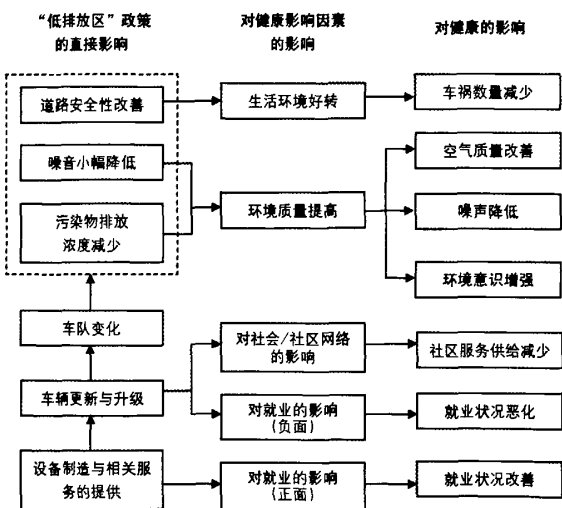 “低排放区”政策
的直接影响
对健康影响因素
的影响
对健康的影响
道路安全性改善
生活环境好转
车祸数量减少
噪音小幅降低
空气质量改善
污染物排放
浓度减少
环境质量提高
噪声降低
环境意识增强
车队变化
对社会/社区网络
的影响
社区服务供给减少
车辆更新与升级
对就业的影响
(负面)
就业状况恶化
设备制造与相关服
务的提供
对就业的影响
(正面)
就业状况改善